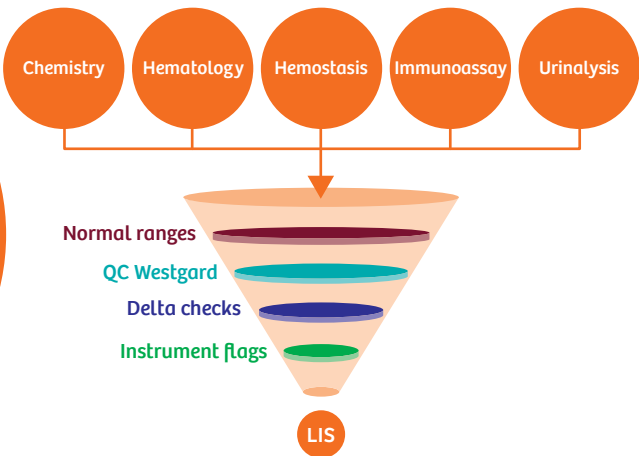 Chemistry
Hematology
Hemostasis
Immunoassay
Urinalysis
Normal ranges
QC Westgard
Delta checks
Instrument flags
LIS